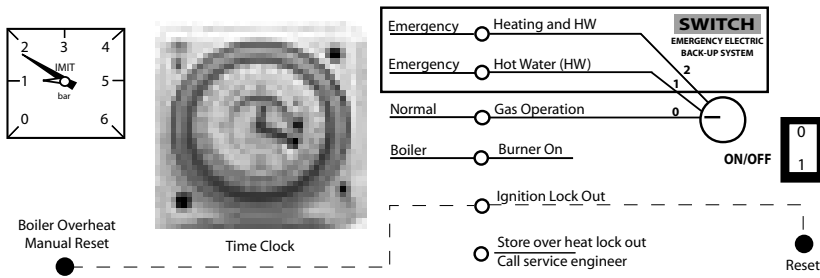 2 3 4
IMIT
1 5
bar
0 6
Boiler Overheat
Manual Reset
Time Clock
Emergency Heating and HW
Emergency Hot Water (HW)
Normal Gas Operation
Boiler Burner On
Ignition Lock Out
Store over heat lock out
Call service engineer
SWITCH
EMERGENCY ELECTRIC
BACK-UP SYSTEM
2
1
0
ON/OFF
0
1
Reset